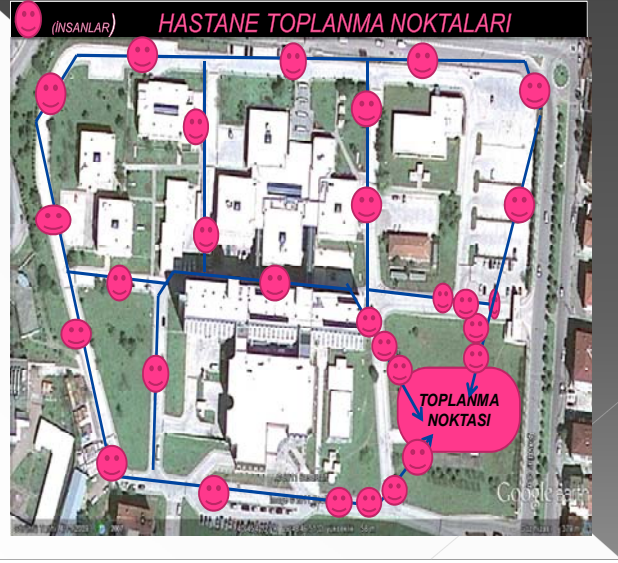 (İNSANLAR) HASTANE TOPLANMA NOKTALARI
TOPLANMA
NOKTASI
Google earth